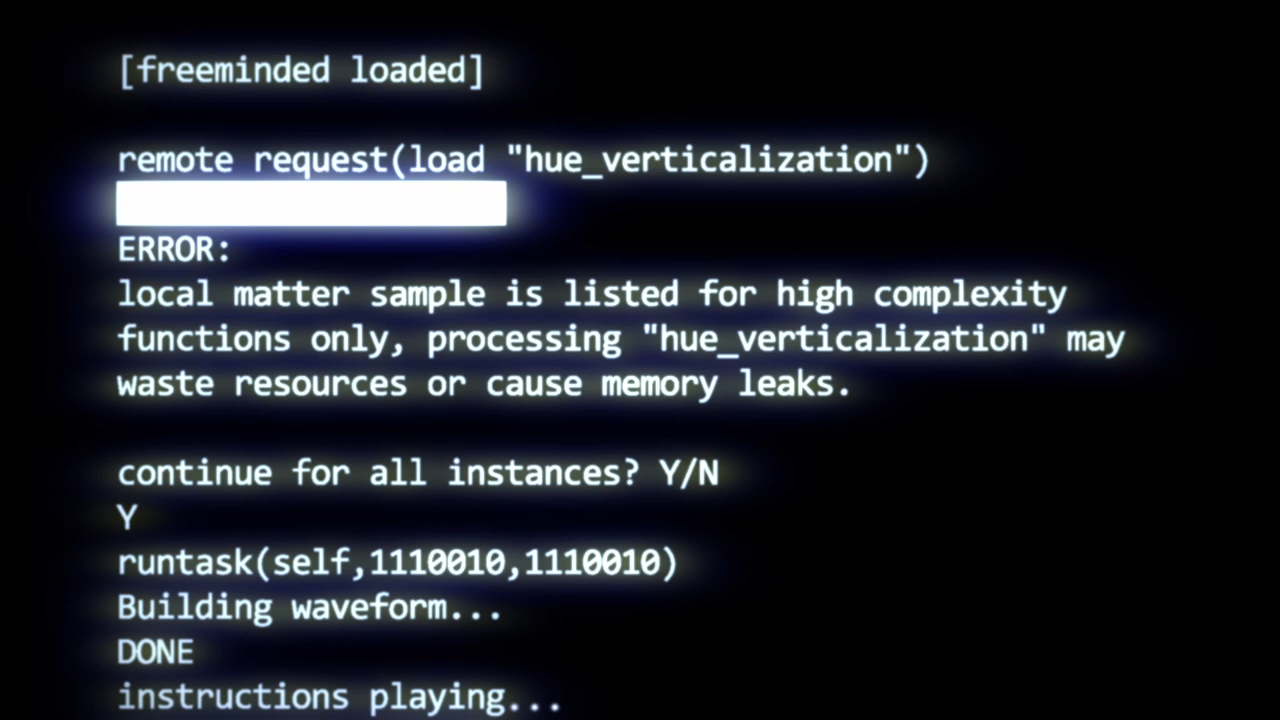 [freeminded loaded]
remote request(load "hue_verticalization")
ERROR:
local matter sample is listed for high complexity
functions only, processing "hue_verticalization" may
waste resources or cause memory leaks.
continue for all instances? Y/N
Y
runtask(self,1110010,1110010)
Building waveform...
DONE
instructions playing...